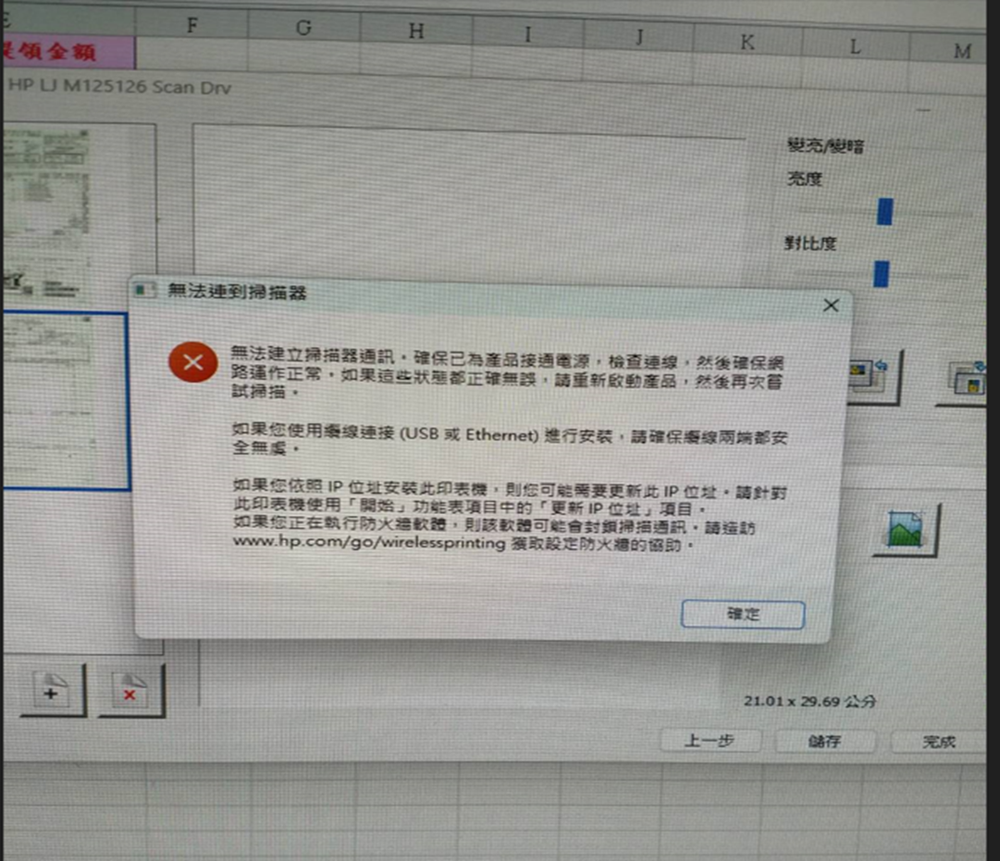 E F G H I J K L M
領金額
HP LJ M125126 Scan Drv
變亮/變暗
亮度
對比度
無法連到掃描器
無法建立掃描器通訊。確保已為產品接通電源，檢查連線，然後確保網
路運作正常。如果這些狀態都正確無誤，請重新啟動產品，然後再次嘗
試掃描。
如果您使用纜線連接 (USB 或 Ethernet) 進行安裝，請確保纜線兩端都安
全無虞。
如果您依照 IP 位址安裝此印表機，則您可能需要更新此 IP 位址。請針對
此印表機使用「開始」功能表項目中的「更新 IP 位址」項目。
如果您正在執行防火牆軟體，則該軟體可能會封鎖掃描通訊。請造訪
www.hp.com/go/wirelessprinting 獲取設定防火牆的協助。
確定
21.01 x 29.69 公分
上一步
儲存
完成